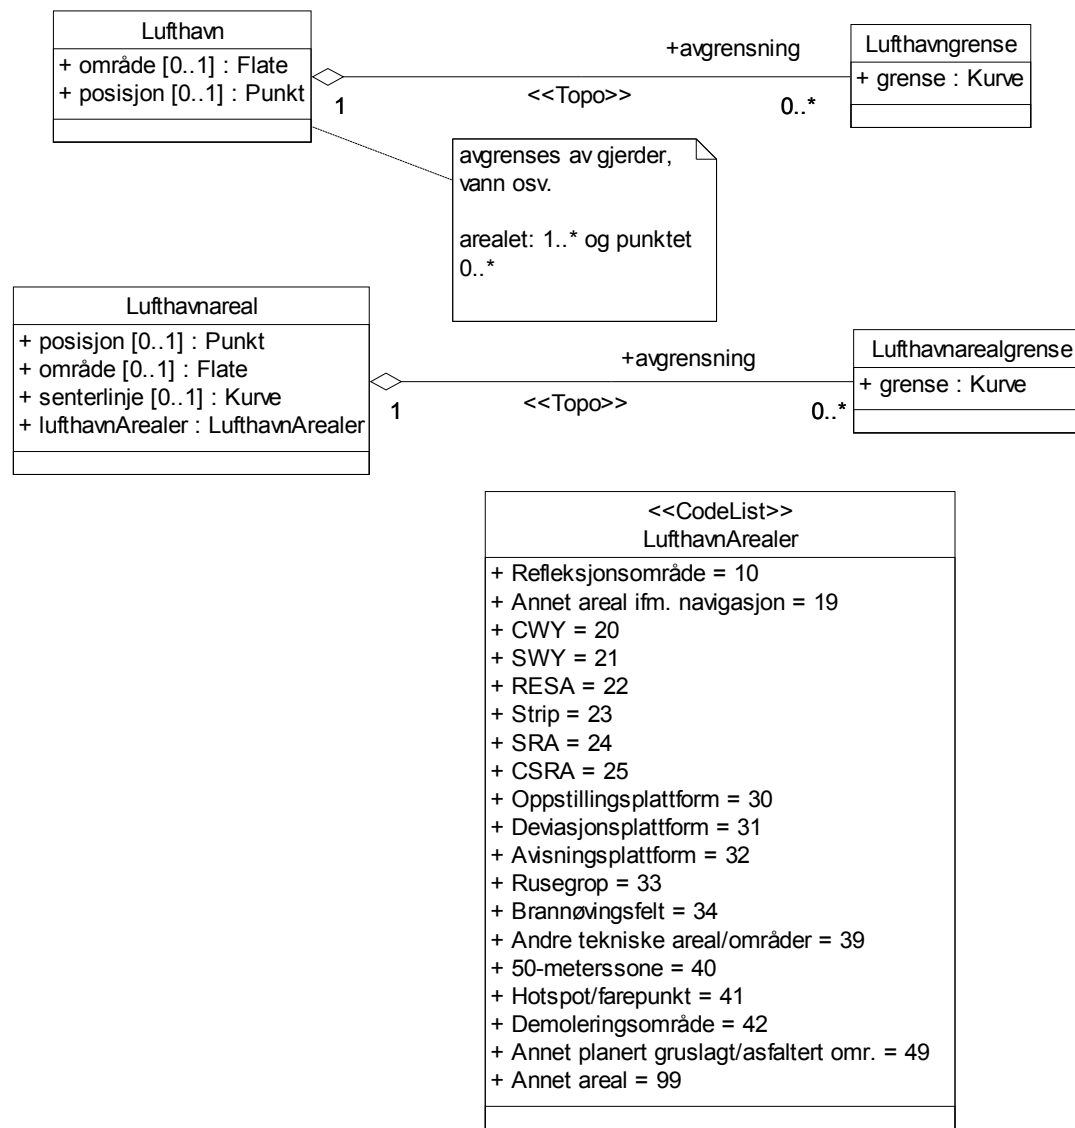 Lufthavn
+ område [0..1] : Flate
+ posisjon [0..1] : Punkt
1
<<Topo>>
+avgrensning
0..*
Lufthavngrense
+ grense : Kurve
avgrenses av gjerder,
vann osv.
arealet: 1..* og punktet
0..*
Lufthavnareal
+ posisjon [0..1] : Punkt
+ område [0..1] : Flate
+ senterlinje [0..1] : Kurve
+ lufthavnArealer : LufthavnArealer
1
<<Topo>>
+avgrensning
0..*
Lufthavnarealgrense
+ grense : Kurve
<<CodeList>>
LufthavnArealer
+ Refleksjonsområde = 10
+ Annet areal ifm. navigasjon = 19
+ CWY = 20
+ SWY = 21
+ RESA = 22
+ Strip = 23
+ SRA = 24
+ CSRA = 25
+ Oppstillingsplattform = 30
+ Deviasjonsplattform = 31
+ Avisningsplattform = 32
+ Rusegrop = 33
+ Brannøvingsfelt = 34
+ Andre tekniske areal/områder = 39
+ 50-meterssone = 40
+ Hotspot/farepunkt = 41
+ Demoleringsområde = 42
+ Annet planert gruslagt/asfaltert omr. = 49
+ Annet areal = 99